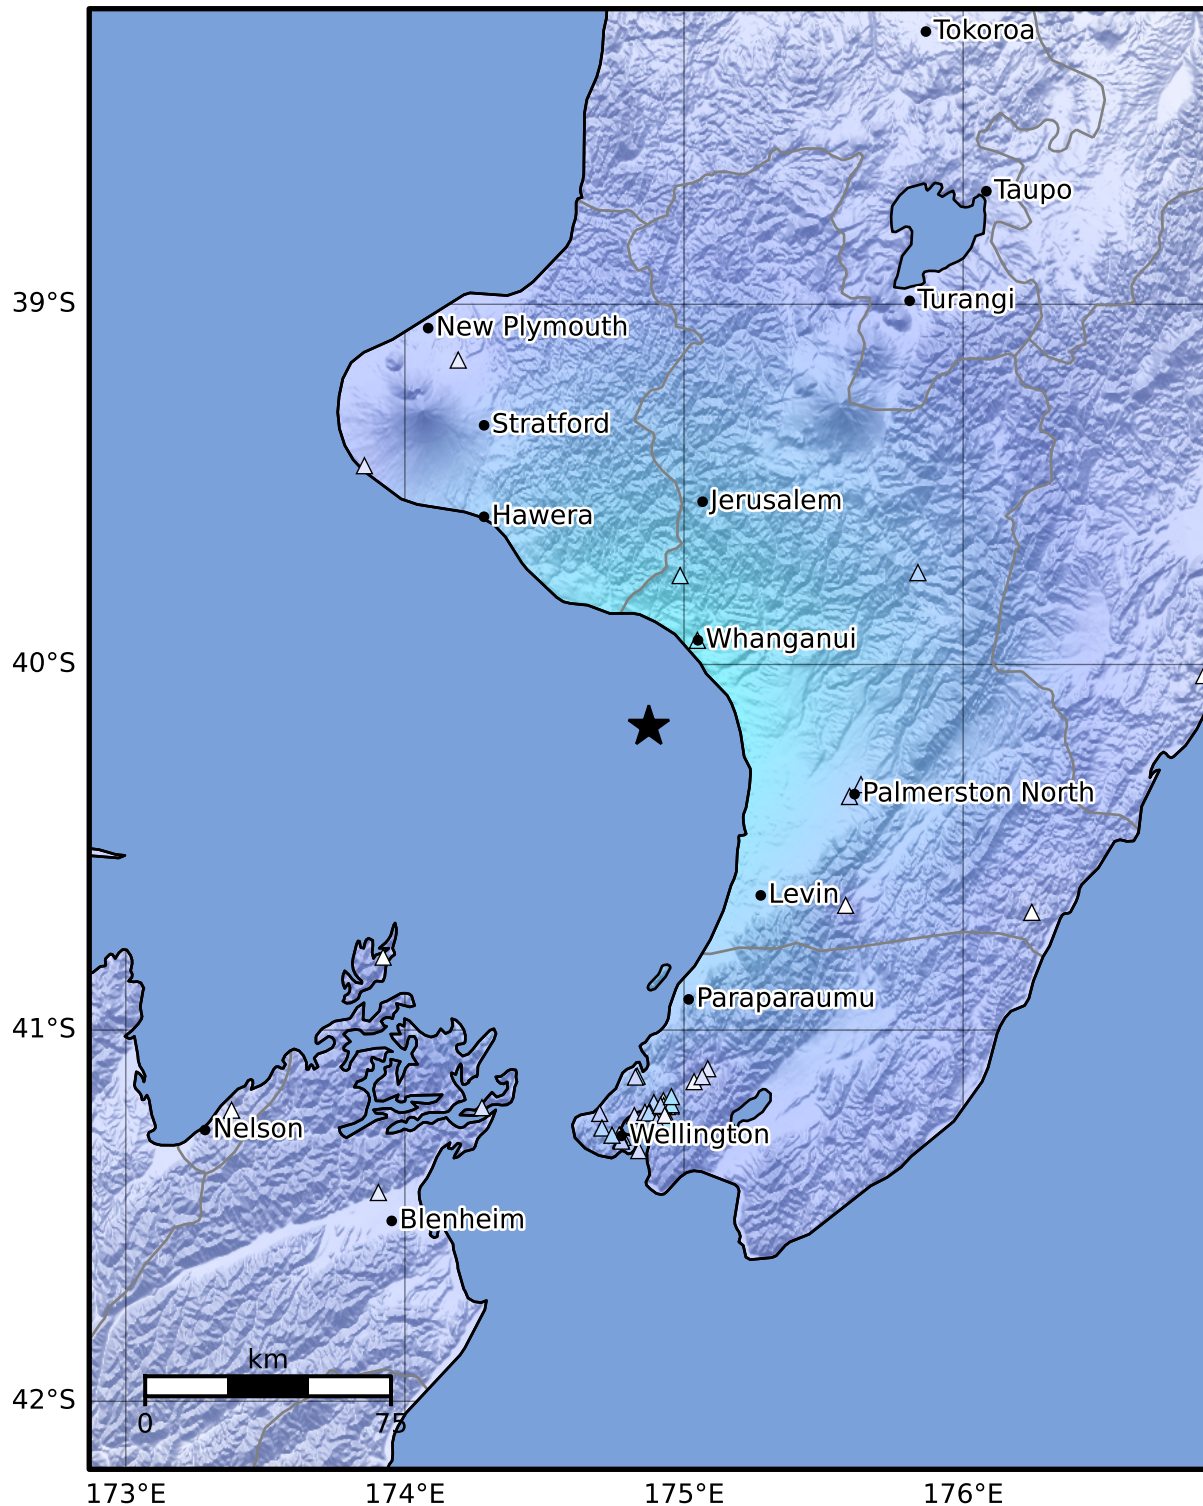 Tokoroa
Taupo
39°S
Turangi
New Plymouth
Stratford
Jerusalem
Hawera
Whanganui
40°S
Palmerston North
Levin
Paraparaumu
41°S
Nelson
Wellington
Blenheim
km
0 75
42°S
173°E 174°E 175°E 176°E